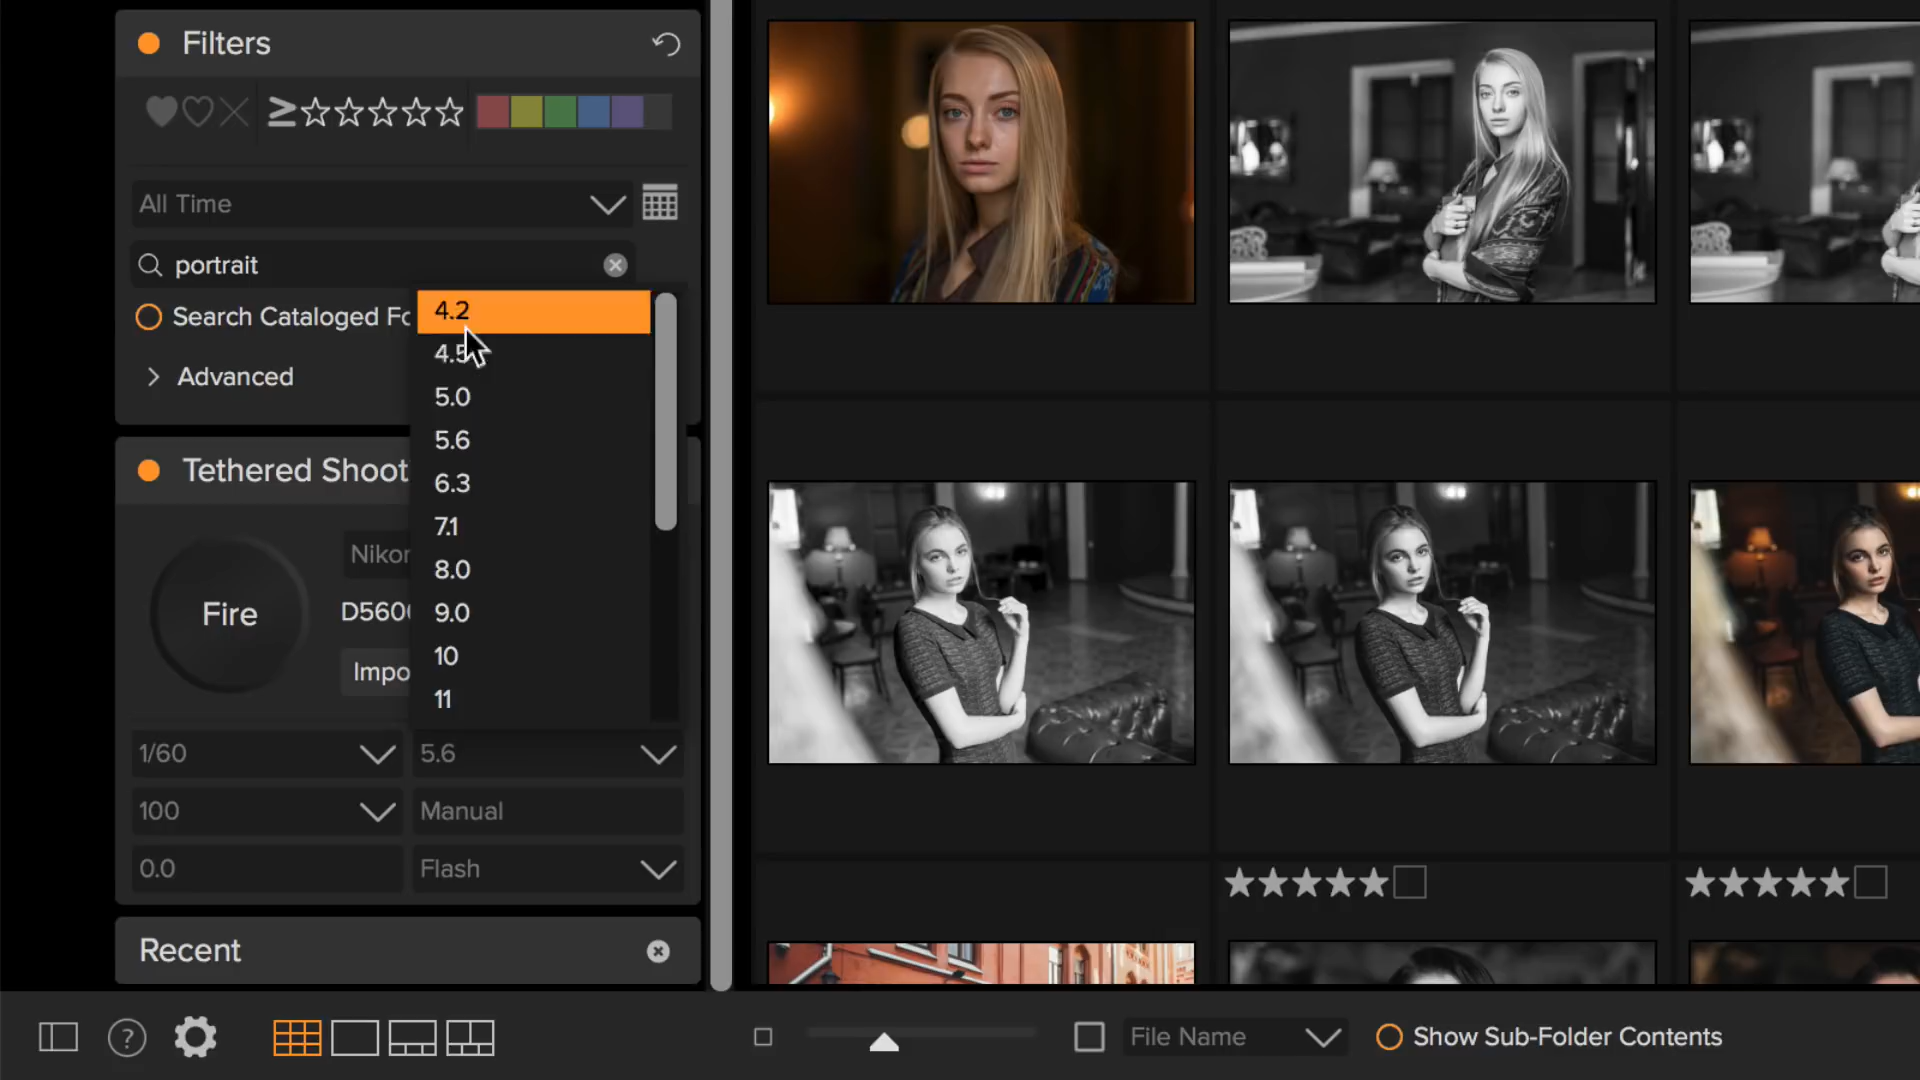 Filters
All Time
portrait
Search Cataloged Fo
Advanced
4.2
4.5
5.0
5.6
6.3
7.1
8.0
9.0
10
11
Tethered Shoot
Fire
Nikon
D5600
Impo
1/60
5.6
100
Manual
0.0
Flash
Recent
?
File Name
Show Sub-Folder Contents